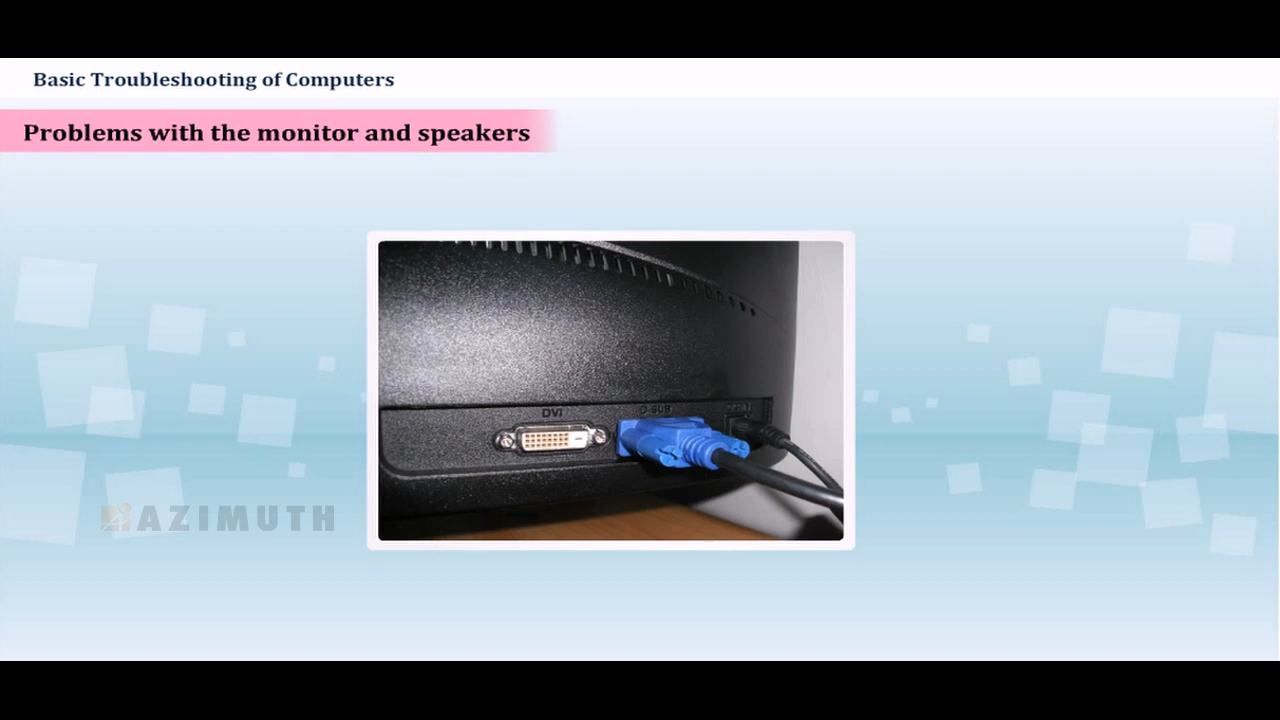 Basic Troubleshooting of Computers
Problems with the monitor and speakers
DVI
D-SUB
AZIMUTH